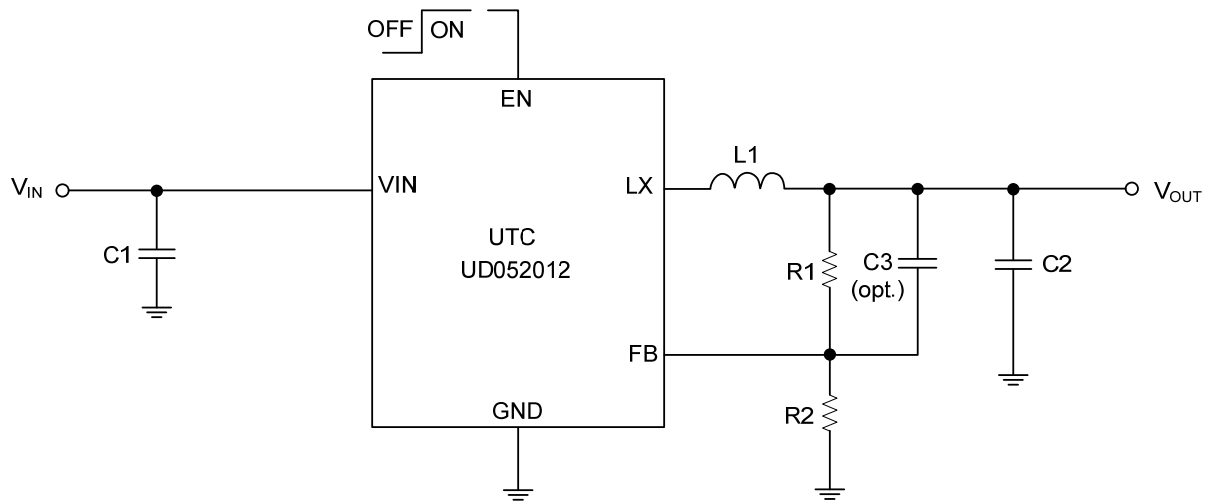 OFF ON
EN
VIN
VIN
LX
L1
VOUT
UTC
UD052012
C1
R1
C3
(opt.)
C2
FB
GND
R2